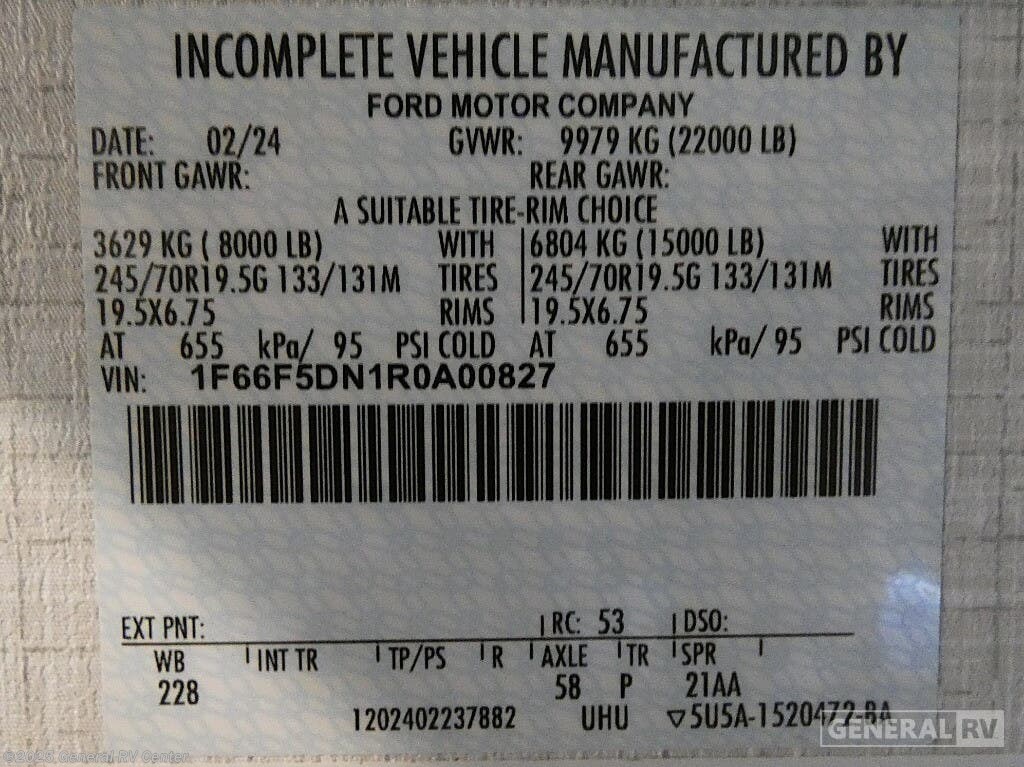 INCOMPLETE VEHICLE MANUFACTURED BY
FORD MOTOR COMPANY
DATE: 02/24 GVWR: 9979 KG (22000 LB)
FRONT GAWR: REAR GAWR:
A SUITABLE TIRE-RIM CHOICE
3629 KG ( 8000 LB) WITH 6804 KG (15000 LB) WITH
245/70R19.5G 133/131M TIRES 245/70R19.5G 133/131M TIRES
19.5X6.75 RIMS 19.5X6.75 RIMS
AT 655 kPa/ 95 PSI COLD AT 655 kPa/ 95 PSI COLD
VIN: 1F66F5DN1R0A00827
EXT PNT: RC: 53 DSO:
WB INT TR TP/PS R AXLE TR SPR
228 58 P 21AA
1202402237882 UHU ▽5U5A-1520472-BA
GENERAL RV
©2025 General RV Center